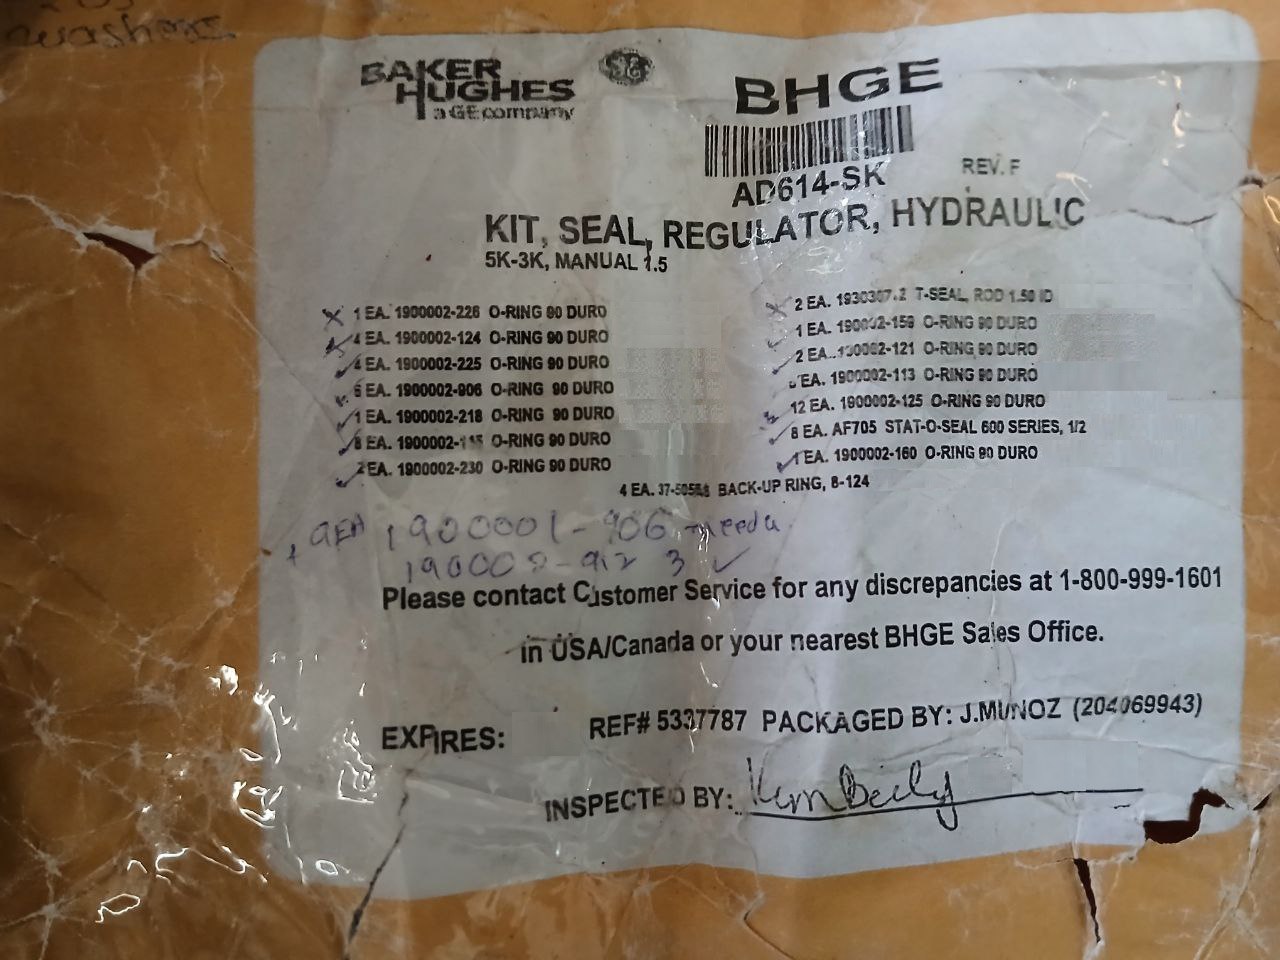 washers
BAKER
HUGHES
a GE company
BHGE
AD614-SK
REV. F
KIT, SEAL, REGULATOR, HYDRAULIC
5K-3K, MANUAL 1.5
1 EA. 1900002-226 O-RING 90 DURO
4 EA. 1900002-124 O-RING 90 DURO
4 EA. 1900002-225 O-RING 90 DURO
6 EA. 1900002-906 O-RING 90 DURO
1 EA. 1900002-218 O-RING 90 DURO
8 EA. O-RING 90 DURO
2 EA. 1900002-230 O-RING 90 DURO
2 EA. T-SEAL, ROD 1.50 ID
1 EA. O-RING 90 DURO
2 EA. O-RING 90 DURO
EA. 1900002-113 O-RING 90 DURO
12 EA. 1900002-125 O-RING 90 DURO
8 EA. AF705 STAT-O-SEAL 600 SERIES, 1/2
1 EA. 1900002-160 O-RING 90 DURO
4 EA. BACK-UP RING, 8-124
1900001-906
Please contact Customer Service for any discrepancies at 1-800-999-1601
in USA/Canada or your nearest BHGE Sales Office.
EXPIRES:
REF# 5337787 PACKAGED BY: J.MUNOZ (204069943)
INSPECTED BY: